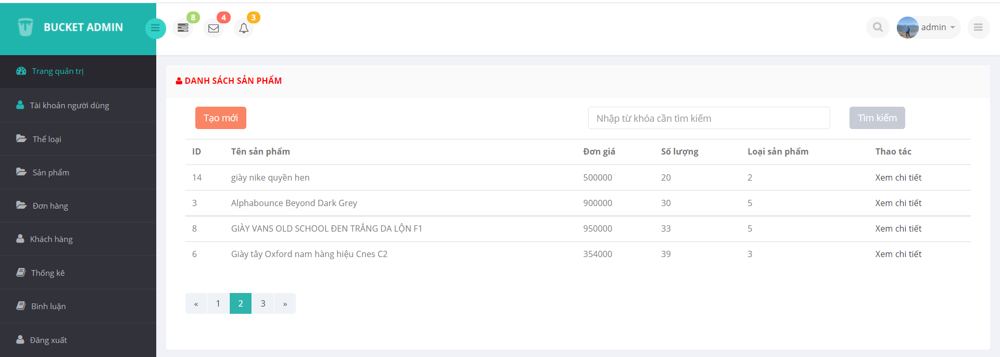 BUCKET ADMIN
8
4
3
admin
Trang quản trị
Tài khoản người dùng
Thể loại
Sản phẩm
Đơn hàng
Khách hàng
Thống kê
Bình luận
Đăng xuất
DANH SÁCH SẢN PHẨM
Tạo mới
Nhập từ khóa cần tìm kiếm
Tìm kiếm
ID Tên sản phẩm Đơn giá Số lượng Loại sản phẩm Thao tác
14 giày nike quyền hen 500000 20 2 Xem chi tiết
3 Alphabounce Beyond Dark Grey 900000 30 5 Xem chi tiết
8 GIÀY VANS OLD SCHOOL ĐEN TRẮNG DA LỘN F1 950000 33 5 Xem chi tiết
6 Giày tây Oxford nam hàng hiệu Cnes C2 354000 39 3 Xem chi tiết
« 1 2 3 »